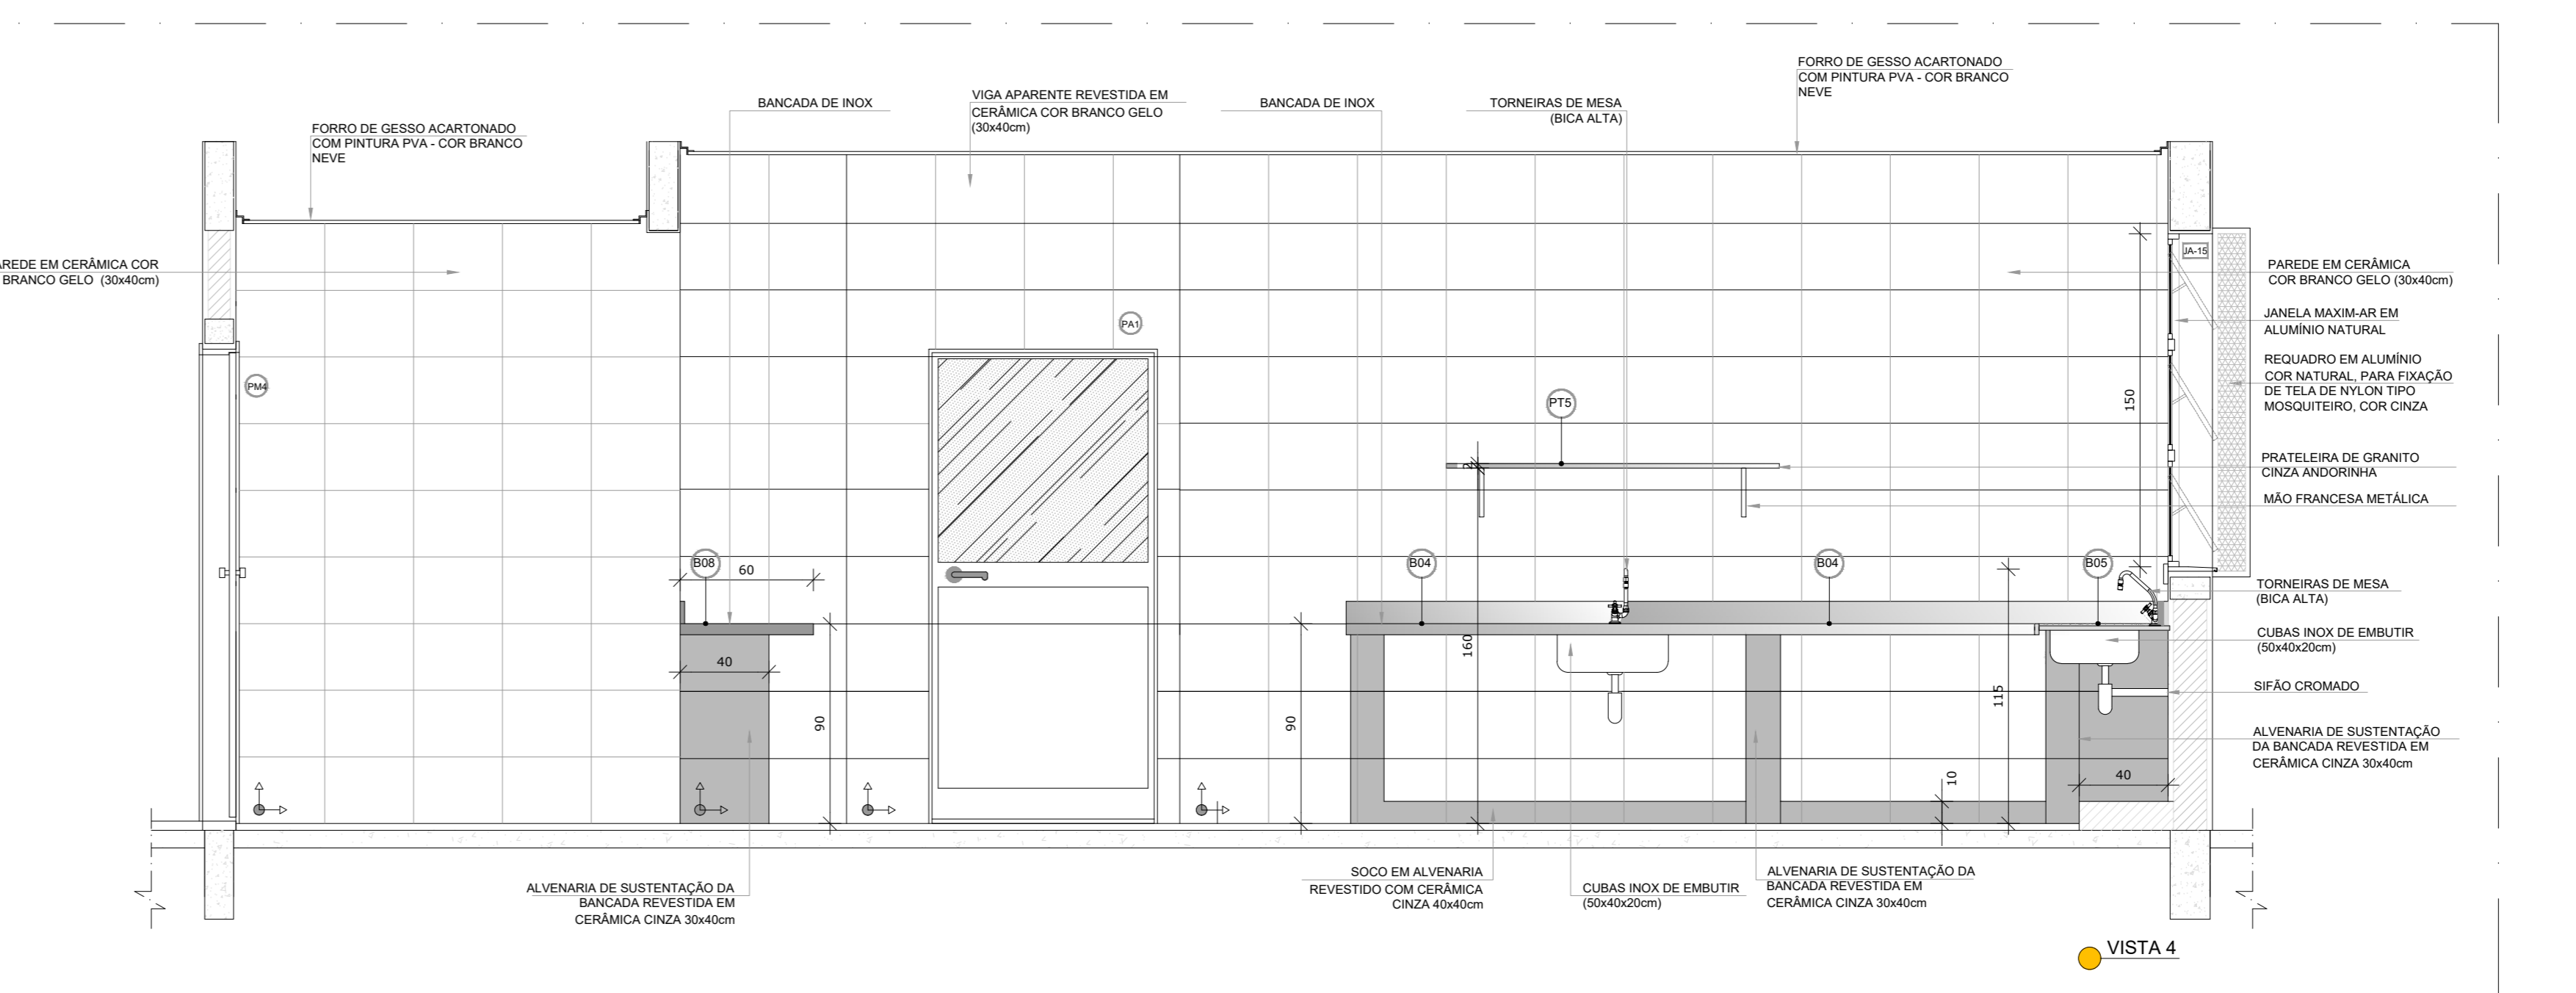 FORRO DE GESSO ACARTONADO
COM PINTURA PVA - COR BRANCO
NEVE
BANCADA DE INOX
VIGA APARENTE REVESTIDA EM
CERÂMICA COR BRANCO GELO
(30x40cm)
BANCADA DE INOX
TORNEIRAS DE MESA
(BICA ALTA)
FORRO DE GESSO ACARTONADO
COM PINTURA PVA - COR BRANCO
NEVE
EM CERÂMICA COR
BRANCO GELO (30x40cm)
PM4
PA1
PT5
JA-15
150
PAREDE EM CERÂMICA
COR BRANCO GELO (30x40cm)
JANELA MAXIM-AR EM
ALUMÍNIO NATURAL
REQUADRO EM ALUMÍNIO
COR NATURAL, PARA FIXAÇÃO
DE TELA DE NYLON TIPO
MOSQUITEIRO, COR CINZA
PRATELEIRA DE GRANITO
CINZA ANDORINHA
MÃO FRANCESA METÁLICA
B08
60
B04
B04
B05
TORNEIRAS DE MESA
(BICA ALTA)
CUBAS INOX DE EMBUTIR
(50x40x20cm)
SIFÃO CROMADO
ALVENARIA DE SUSTENTAÇÃO
DA BANCADA REVESTIDA EM
CERÂMICA CINZA 30x40cm
40
90
90
160
115
10
40
ALVENARIA DE SUSTENTAÇÃO DA
BANCADA REVESTIDA EM
CERÂMICA CINZA 30x40cm
SOCO EM ALVENARIA
REVESTIDO COM CERÂMICA
CINZA 40x40cm
CUBAS INOX DE EMBUTIR
(50x40x20cm)
ALVENARIA DE SUSTENTAÇÃO DA
BANCADA REVESTIDA EM
CERÂMICA CINZA 30x40cm
VISTA 4